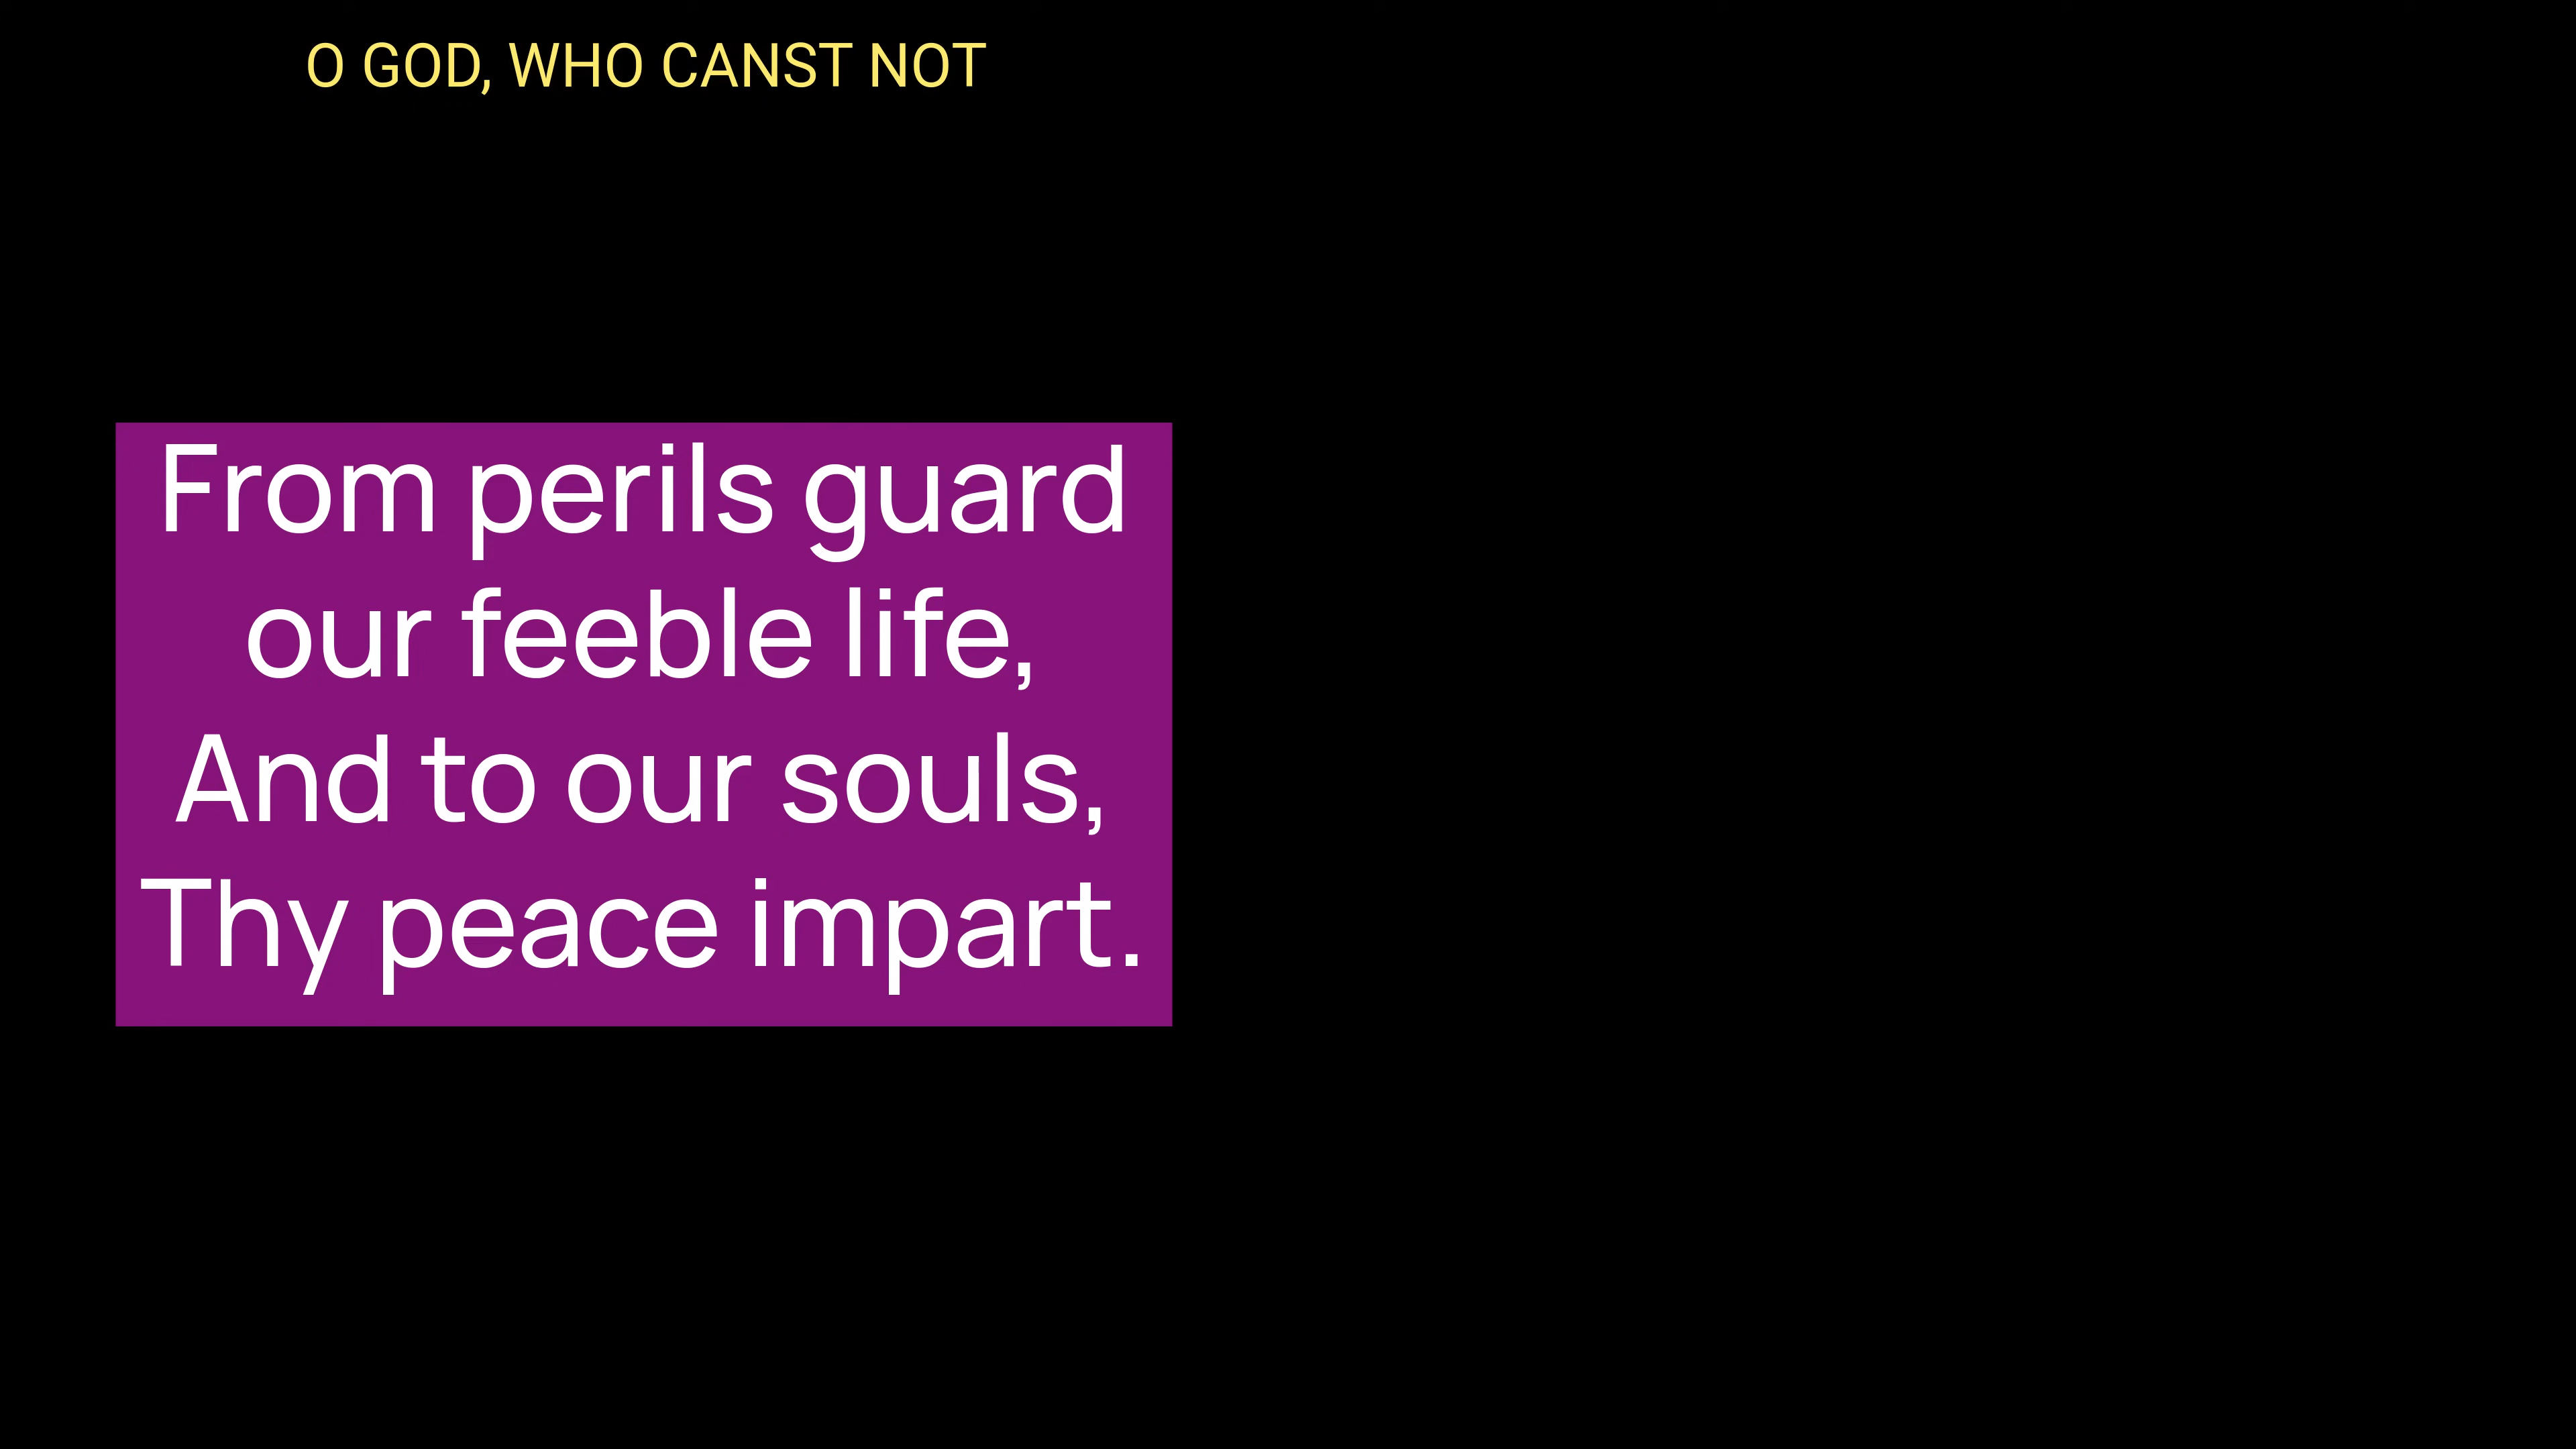 O GOD, WHO CANST NOT
From perils guard
our feeble life,
And to our souls,
Thy peace impart.